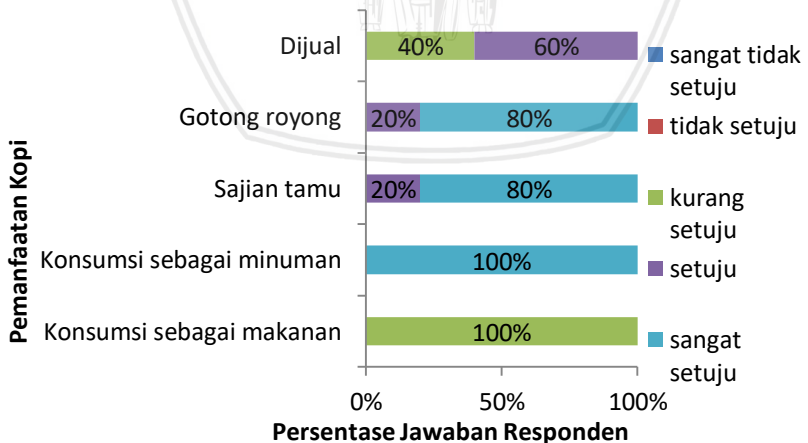 Dijual
40% 60%
Gotong royong
20% 80%
Sajian tamu
20% 80%
Konsumsi sebagai minuman
100%
Konsumsi sebagai makanan
100%
0% 50% 100%
Persentase Jawaban Responden
Pemanfaatan Kopi
sangat tidak
setuju
tidak setuju
kurang
setuju
setuju
sangat
setuju